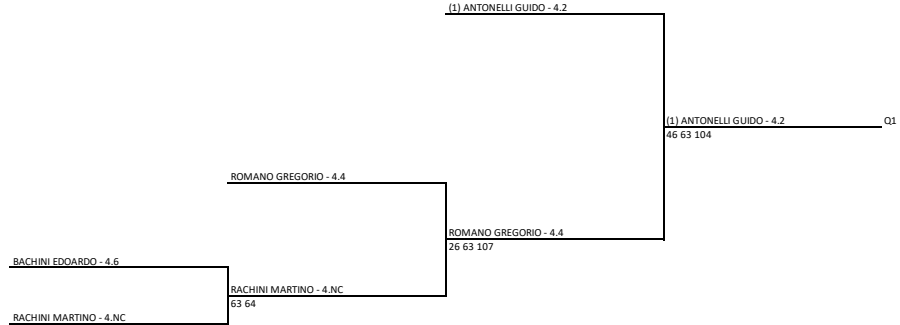 (1) ANTONELLI GUIDO - 4.2
(1) ANTONELLI GUIDO - 4.2 Q1
46 63 104
ROMANO GREGORIO - 4.4
ROMANO GREGORIO - 4.4
26 63 107
BACHINI EDOARDO - 4.6
RACHINI MARTINO - 4.NC
63 64
RACHINI MARTINO - 4.NC